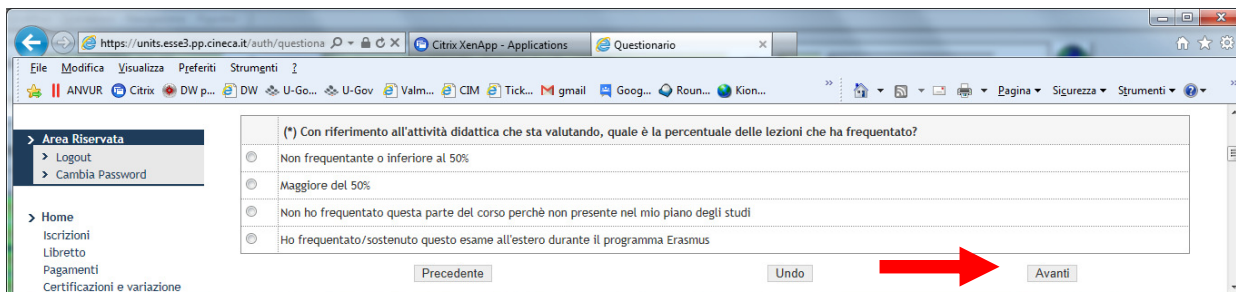 https://units.esse3.pp.cineca.it/auth/questiona
Citrix XenApp - Applications
Questionario
File Modifica Visualizza Preferiti Strumenti ?
ANVUR Citrix DW p... DW U-Go... U-Gov Valm... CIM Tick... gmail Goog... Roun... Kion... » Pagina Sicurezza Strumenti »
(*) Con riferimento all'attività didattica che sta valutando, quale è la percentuale delle lezioni che ha frequentato?
Non frequentante o inferiore al 50%
Maggiore del 50%
Non ho frequentato questa parte del corso perchè non presente nel mio piano degli studi
Ho frequentato/sostenuto questo esame all'estero durante il programma Erasmus
Precedente Undo Avanti
> Area Riservata
> Logout
> Cambia Password
> Home
Iscrizioni
Libretto
Pagamenti
Certificazioni e variazione